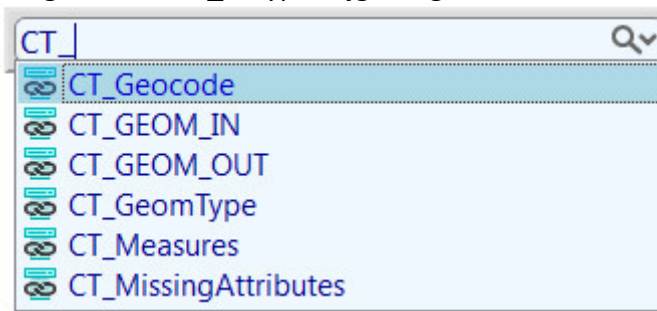 CT_
CT_Geocode
CT_GEOM_IN
CT_GEOM_OUT
CT_GeomType
CT_Measures
CT_MissingAttributes